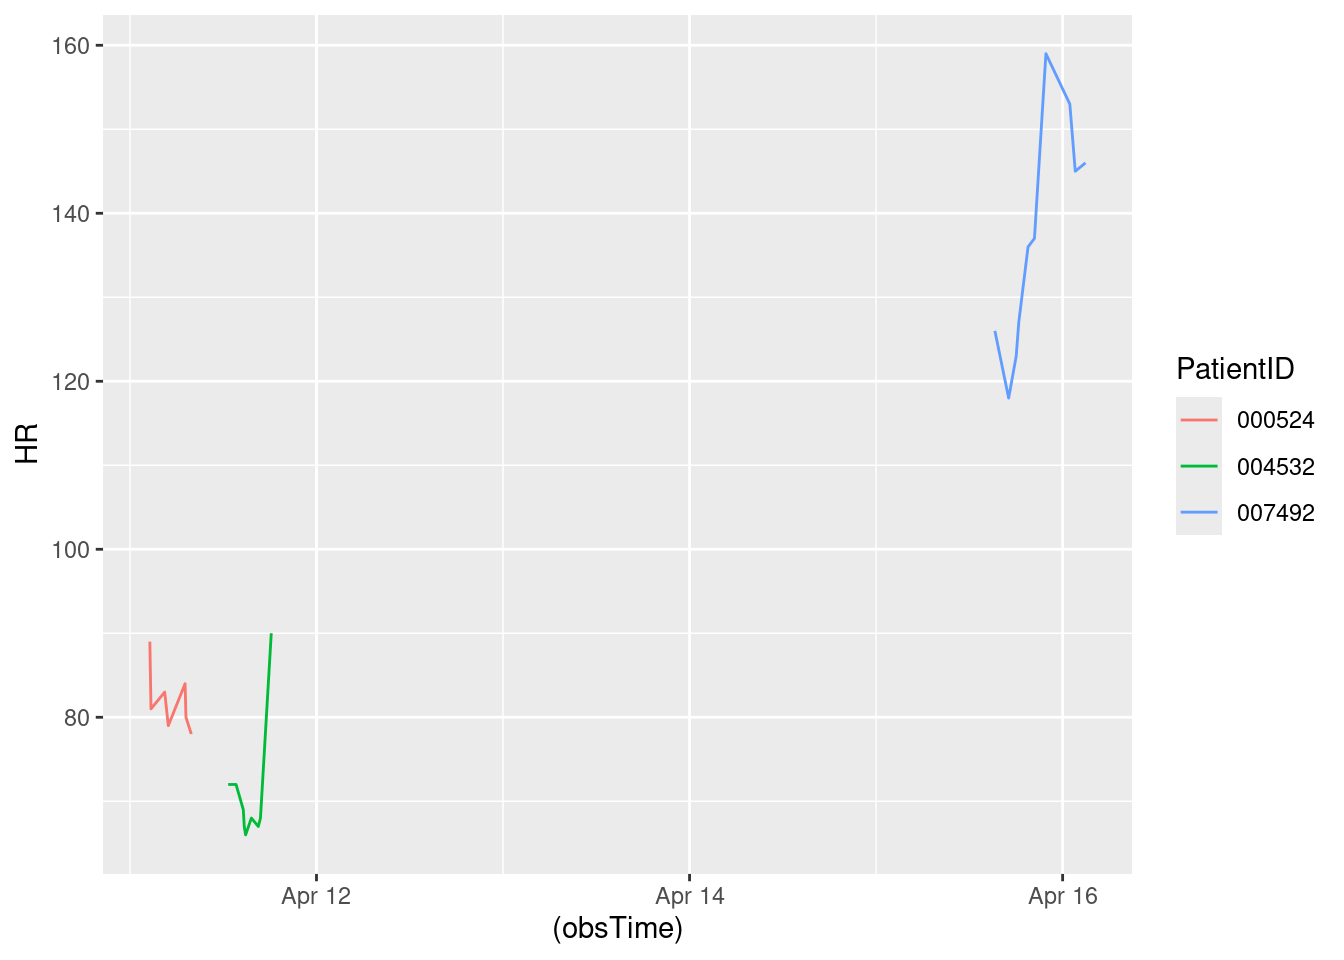 160
140
120
100
80
HR
Apr 12
Apr 14
Apr 16
(obsTime)
PatientID
000524
004532
007492